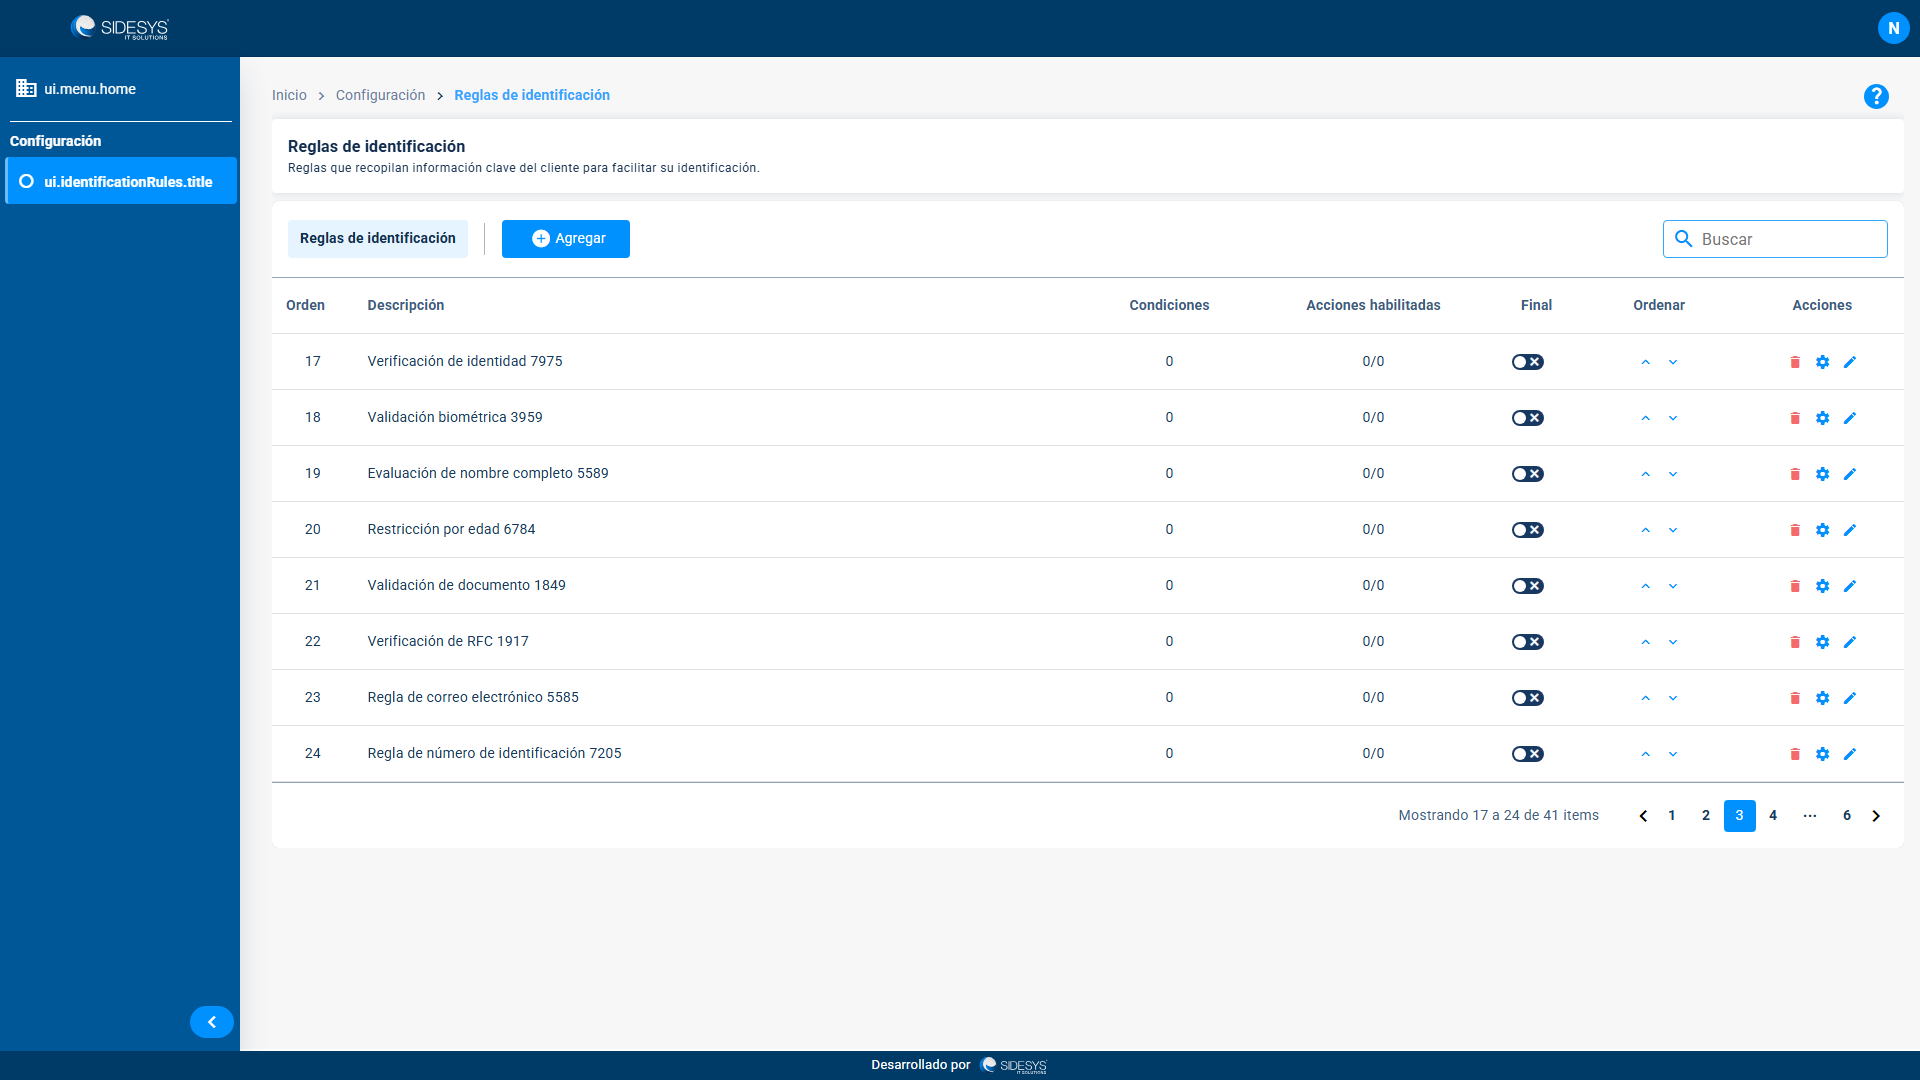 SIDESYS
IT SOLUTIONS
N
ui.menu.home
Configuración
ui.identificationRules.title
Inicio > Configuración > Reglas de identificación
?
Reglas de identificación
Reglas que recopilan información clave del cliente para facilitar su identificación.
Reglas de identificación Agregar Buscar
Orden Descripción Condiciones Acciones habilitadas Final Ordenar Acciones
17 Verificación de identidad 7975 0 0/0
18 Validación biométrica 3959 0 0/0
19 Evaluación de nombre completo 5589 0 0/0
20 Restricción por edad 6784 0 0/0
21 Validación de documento 1849 0 0/0
22 Verificación de RFC 1917 0 0/0
23 Regla de correo electrónico 5585 0 0/0
24 Regla de número de identificación 7205 0 0/0
Mostrando 17 a 24 de 41 items 1 2 3 4 ··· 6
Desarrollado por SIDESYS
IT SOLUTIONS